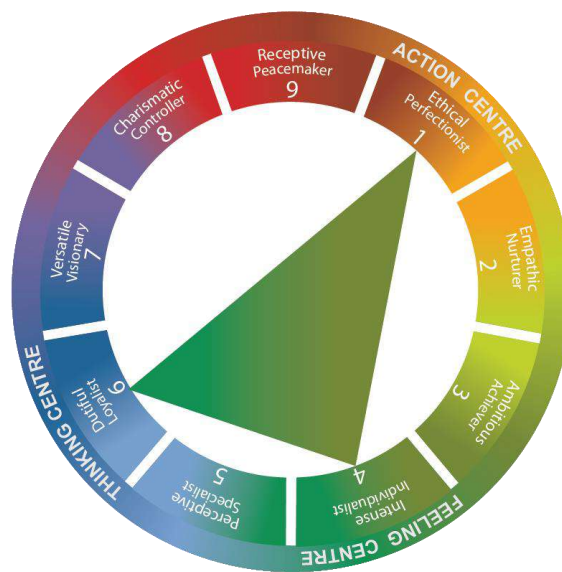 ACTION CENTRE
Receptive
Peacemaker
9
Ethical
Perfectionist
1
Empathic
Nurturer
2
Ambitious
Achiever
3
FEELING CENTRE
Intense
Individualist
4
Perceptive
Specialist
5
THINKING CENTRE
Dutiful
Loyalist
6
Versatile
Visionary
7
Charismatic
Controller
8